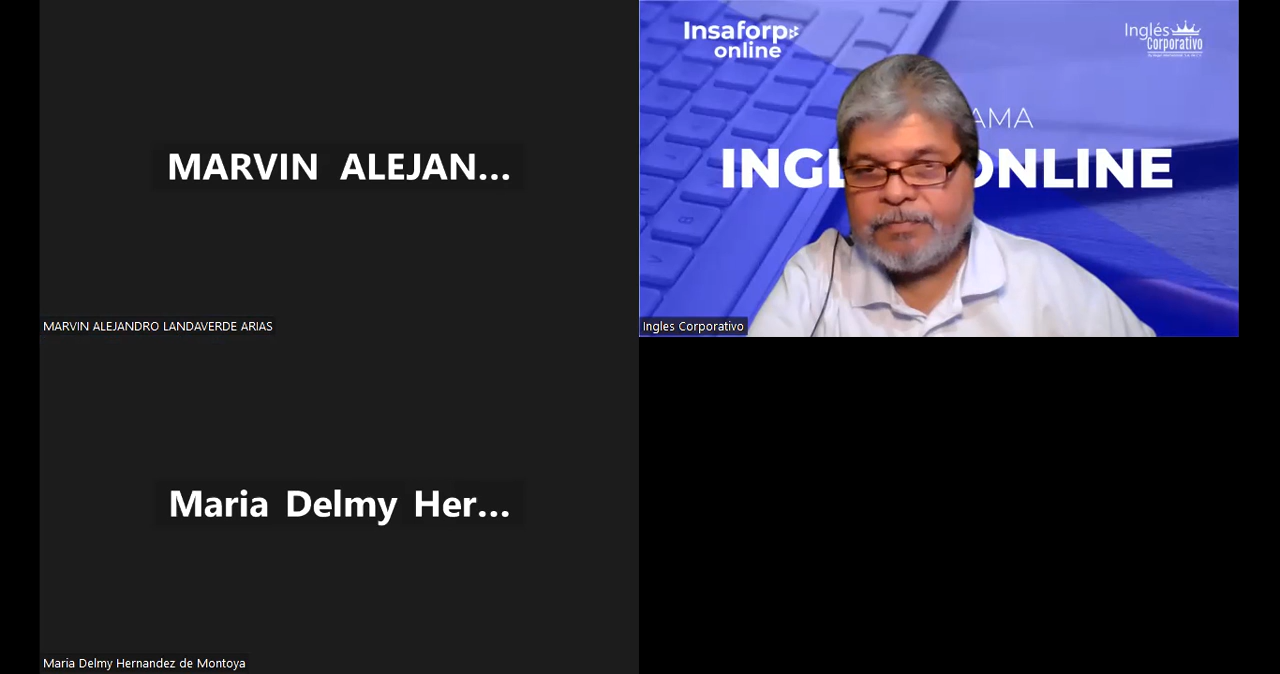 MARVIN ALEJAN...
MARVIN ALEJANDRO LANDAVERDE ARIAS
Insaforp
online
Inglés
Corporativo
AMA
INGL ONLINE
Ingles Corporativo
Maria Delmy Her...
Maria Delmy Hernandez de Montoya